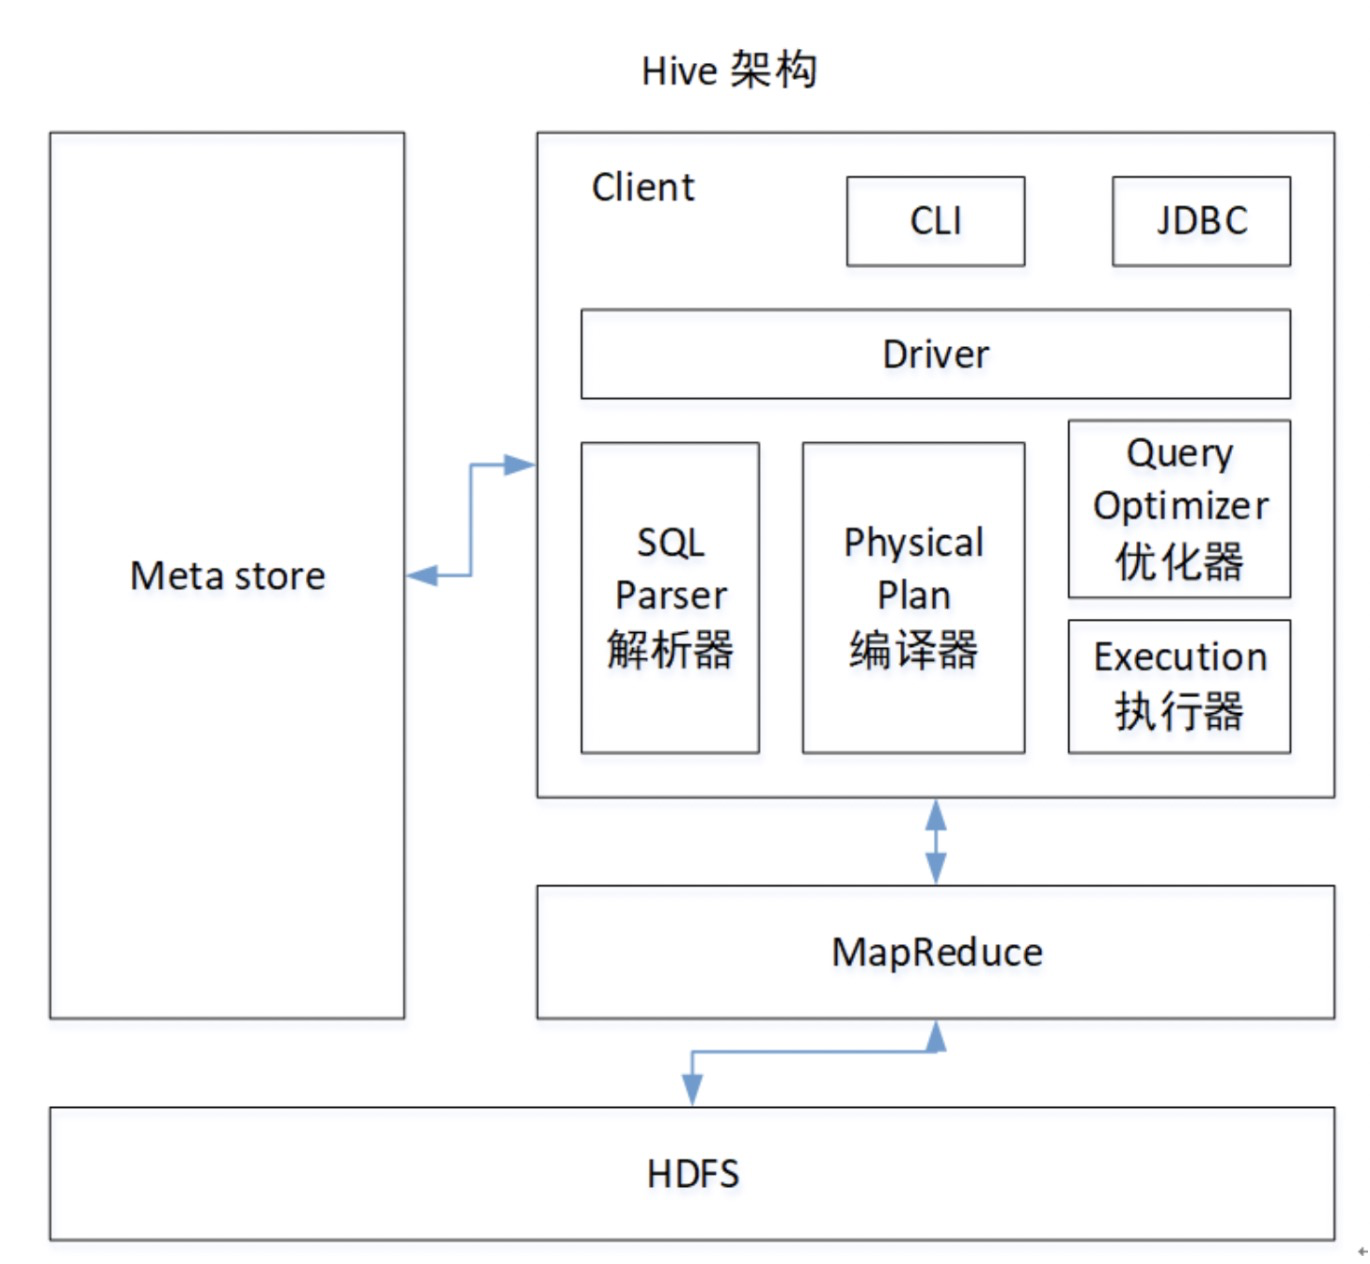 Hive 架构
Client
CLI
JDBC
Driver
Meta store
SQL
Parser
解析器
Physical
Plan
编译器
Query
Optimizer
优化器
Execution
执行器
MapReduce
HDFS